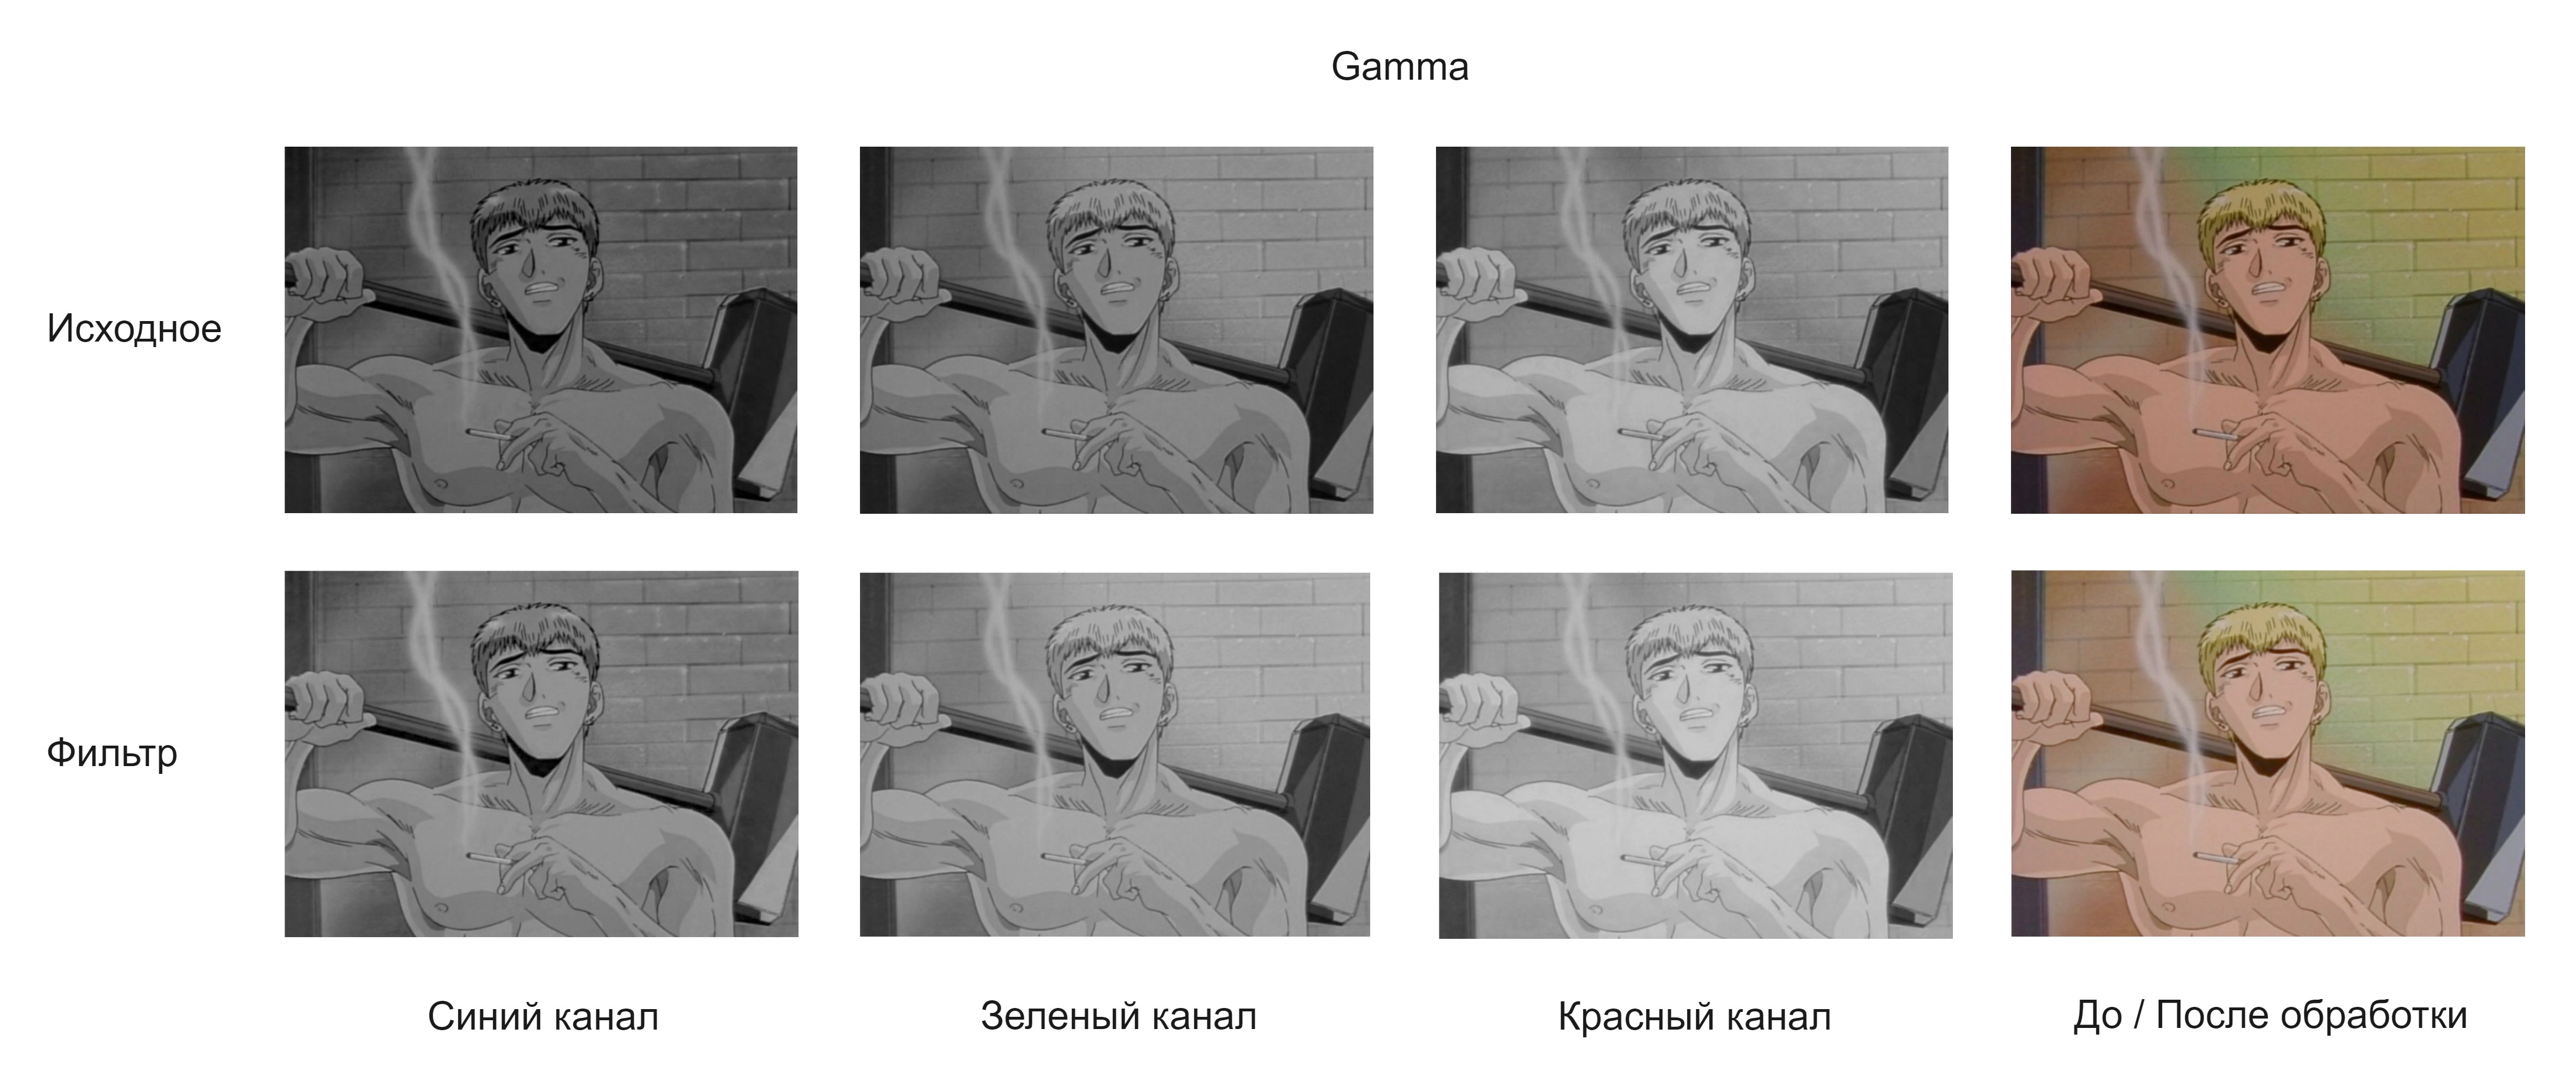 Gamma
Исходное
Фильтр
Синий канал
Зеленый канал
Красный канал
До / После обработки